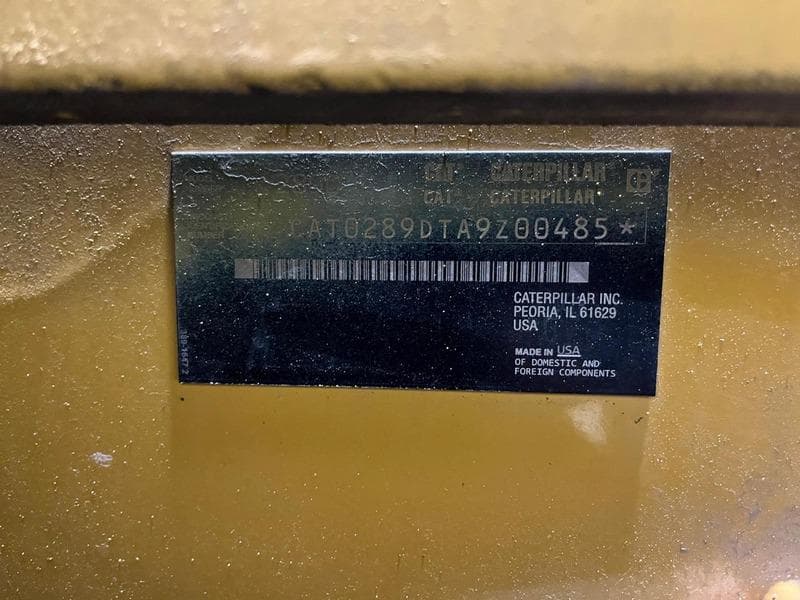 CAT CATERPILLAR
CAT CATERPILLAR
CAT0289DTA9Z00485*
CATERPILLAR INC.
PEORIA, IL 61629
USA
MADE IN USA
OF DOMESTIC AND
FOREIGN COMPONENTS